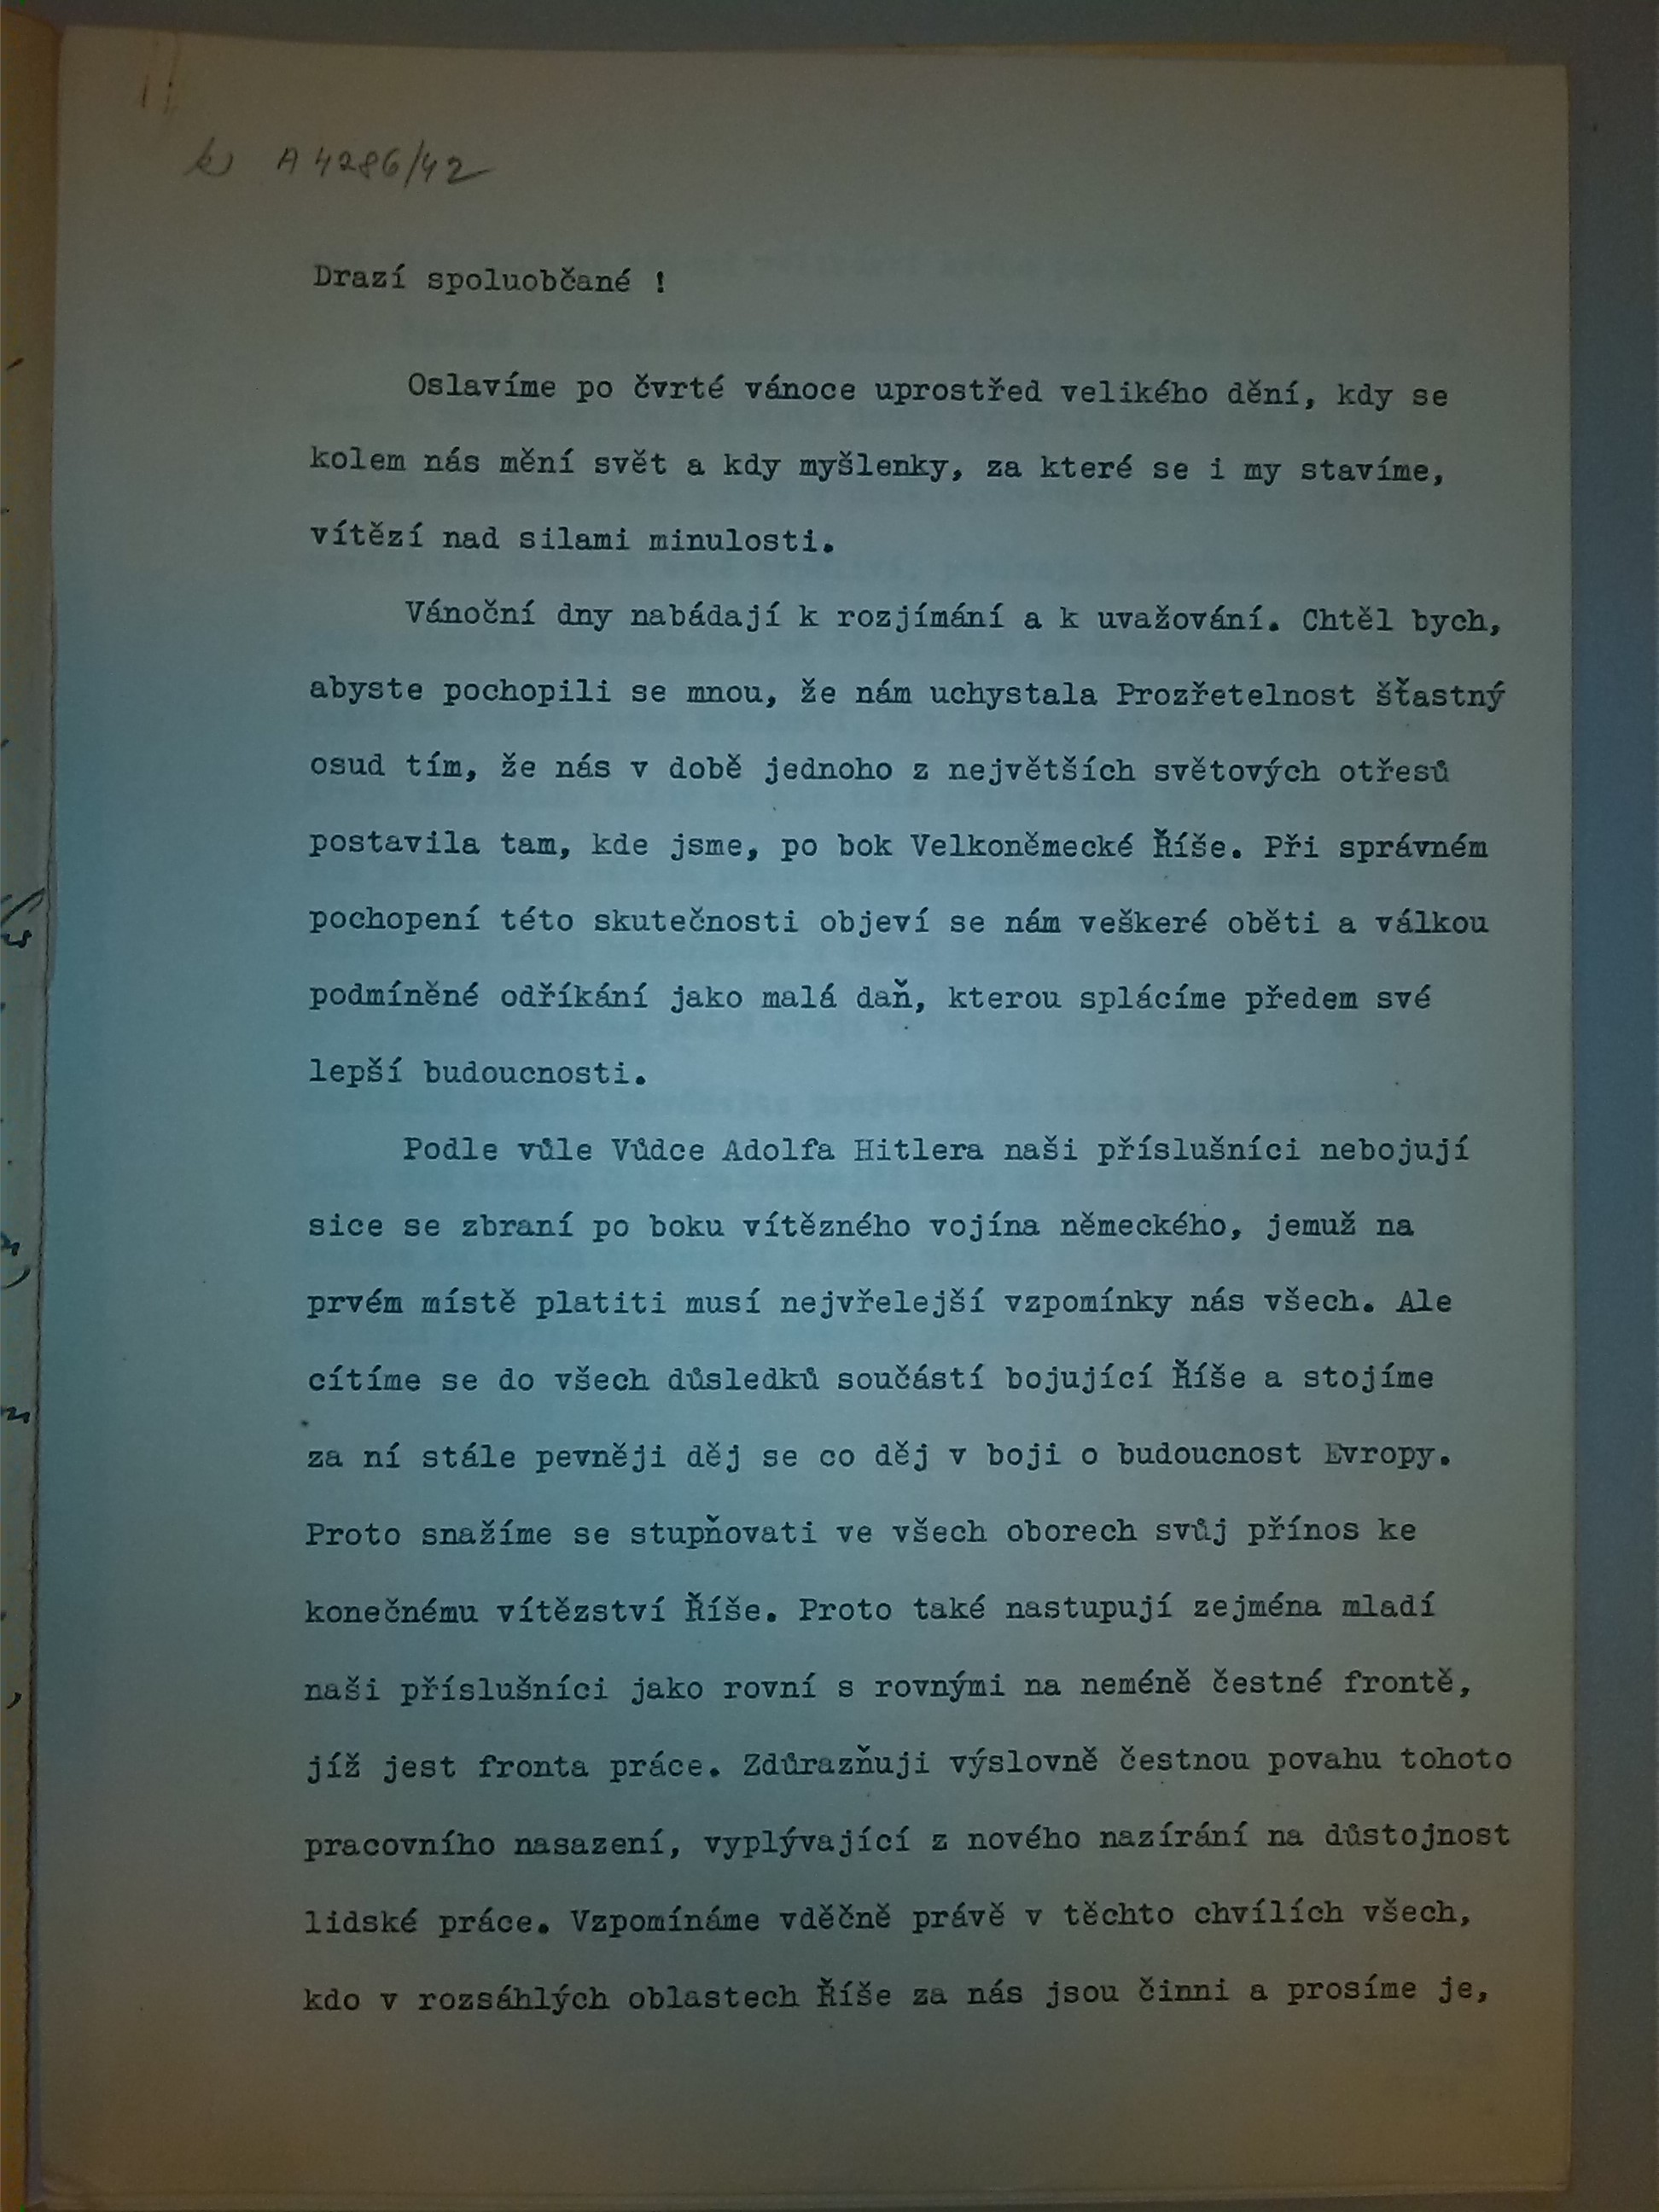 k A 4286/42
Drazí spoluobčané !
Oslavíme po čvrté vánoce uprostřed velikého dění, kdy se
kolem nás mění svět a kdy myšlenky, za které se i my stavíme,
vítězí nad silami minulosti.
Vánoční dny nabádají k rozjímání a k uvažování. Chtěl bych,
abyste pochopili se mnou, že nám uchystala Prozřetelnost šťastný
osud tím, že nás v době jednoho z největších světových otřesů
postavila tam, kde jsme, po bok Velkoněmecké Říše. Při správném
pochopení této skutečnosti objeví se nám veškeré oběti a válkou
podmíněné odříkání jako malá daň, kterou splácíme předem své
lepší budoucnosti.
Podle vůle Vůdce Adolfa Hitlera naši příslušníci nebojují
sice se zbraní po boku vítězného vojína německého, jemuž na
prvém místě platiti musí nejvřelejší vzpomínky nás všech. Ale
cítíme se do všech důsledků součástí bojující Říše a stojíme
za ní stále pevněji děj se co děj v boji o budoucnost Evropy.
Proto snažíme se stupňovati ve všech oborech svůj přínos ke
konečnému vítězství Říše. Proto také nastupují zejména mladí
naši příslušníci jako rovní s rovnými na neméně čestné frontě,
jíž jest fronta práce. Zdůrazňuji výslovně čestnou povahu tohoto
pracovního nasazení, vyplývající z nového nazírání na důstojnost
lidské práce. Vzpomínáme vděčně právě v těchto chvílích všech,
kdo v rozsáhlých oblastech Říše za nás jsou činni a prosíme je,